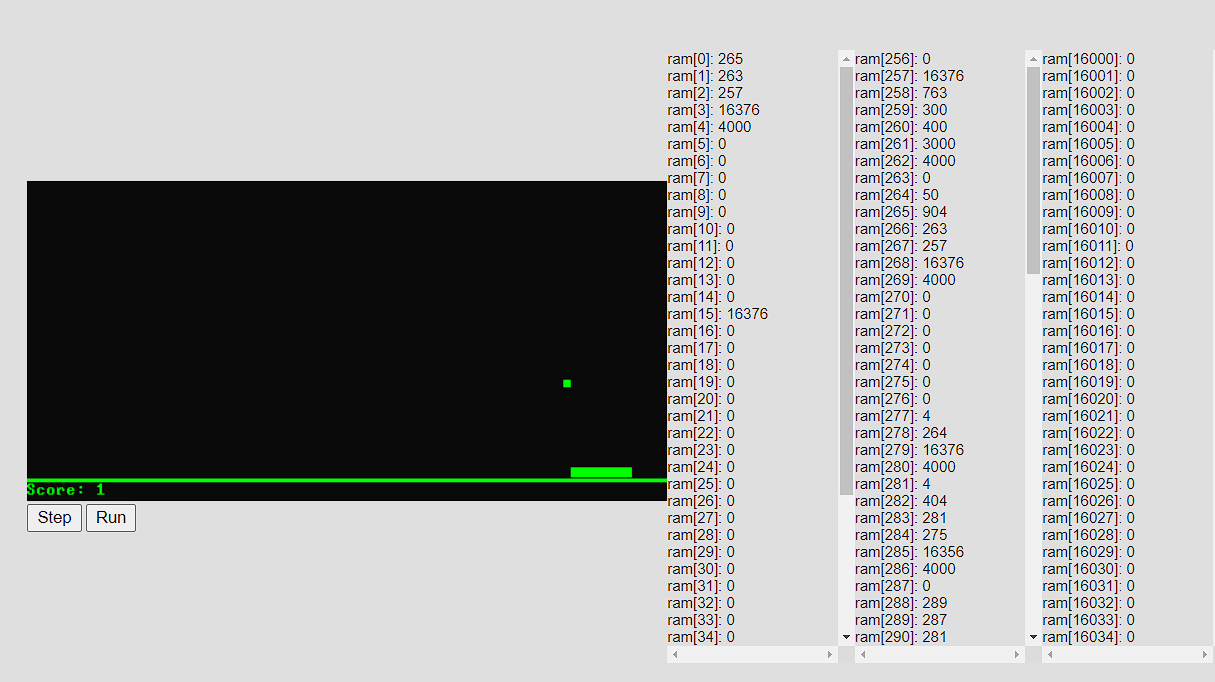 Score: 1
Step Run
ram[0]: 265
ram[1]: 263
ram[2]: 257
ram[3]: 16376
ram[4]: 4000
ram[5]: 0
ram[6]: 0
ram[7]: 0
ram[8]: 0
ram[9]: 0
ram[10]: 0
ram[11]: 0
ram[12]: 0
ram[13]: 0
ram[14]: 0
ram[15]: 16376
ram[16]: 0
ram[17]: 0
ram[18]: 0
ram[19]: 0
ram[20]: 0
ram[21]: 0
ram[22]: 0
ram[23]: 0
ram[24]: 0
ram[25]: 0
ram[26]: 0
ram[27]: 0
ram[28]: 0
ram[29]: 0
ram[30]: 0
ram[31]: 0
ram[32]: 0
ram[33]: 0
ram[34]: 0
ram[256]: 0
ram[257]: 16376
ram[258]: 763
ram[259]: 300
ram[260]: 400
ram[261]: 3000
ram[262]: 4000
ram[263]: 0
ram[264]: 50
ram[265]: 904
ram[266]: 263
ram[267]: 257
ram[268]: 16376
ram[269]: 4000
ram[270]: 0
ram[271]: 0
ram[272]: 0
ram[273]: 0
ram[274]: 0
ram[275]: 0
ram[276]: 0
ram[277]: 4
ram[278]: 264
ram[279]: 16376
ram[280]: 4000
ram[281]: 4
ram[282]: 404
ram[283]: 281
ram[284]: 275
ram[285]: 16356
ram[286]: 4000
ram[287]: 0
ram[288]: 289
ram[289]: 287
ram[290]: 281
ram[16000]: 0
ram[16001]: 0
ram[16002]: 0
ram[16003]: 0
ram[16004]: 0
ram[16005]: 0
ram[16006]: 0
ram[16007]: 0
ram[16008]: 0
ram[16009]: 0
ram[16010]: 0
ram[16011]: 0
ram[16012]: 0
ram[16013]: 0
ram[16014]: 0
ram[16015]: 0
ram[16016]: 0
ram[16017]: 0
ram[16018]: 0
ram[16019]: 0
ram[16020]: 0
ram[16021]: 0
ram[16022]: 0
ram[16023]: 0
ram[16024]: 0
ram[16025]: 0
ram[16026]: 0
ram[16027]: 0
ram[16028]: 0
ram[16029]: 0
ram[16030]: 0
ram[16031]: 0
ram[16032]: 0
ram[16033]: 0
ram[16034]: 0